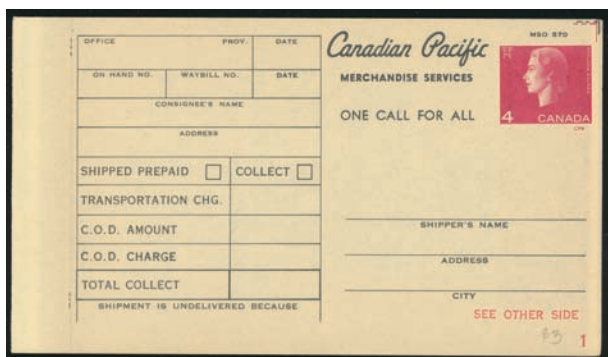 OFFICE PROV. DATE
ON HAND NO. WAYBILL NO. DATE
CONSIGNEE'S NAME
ADDRESS
SHIPPED PREPAID COLLECT
TRANSPORTATION CHG.
C.O.D. AMOUNT
C.O.D. CHARGE
TOTAL COLLECT
SHIPMENT IS UNDELIVERED BECAUSE
MSO 570
Canadian Pacific
MERCHANDISE SERVICES
ONE CALL FOR ALL
4 CANADA
CPR
SHIPPER'S NAME
ADDRESS
CITY
SEE OTHER SIDE
83
1